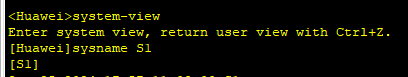 <Huawei>system-view
Enter system view, return user view with Ctrl+Z.
[Huawei]sysname S1
[S1]